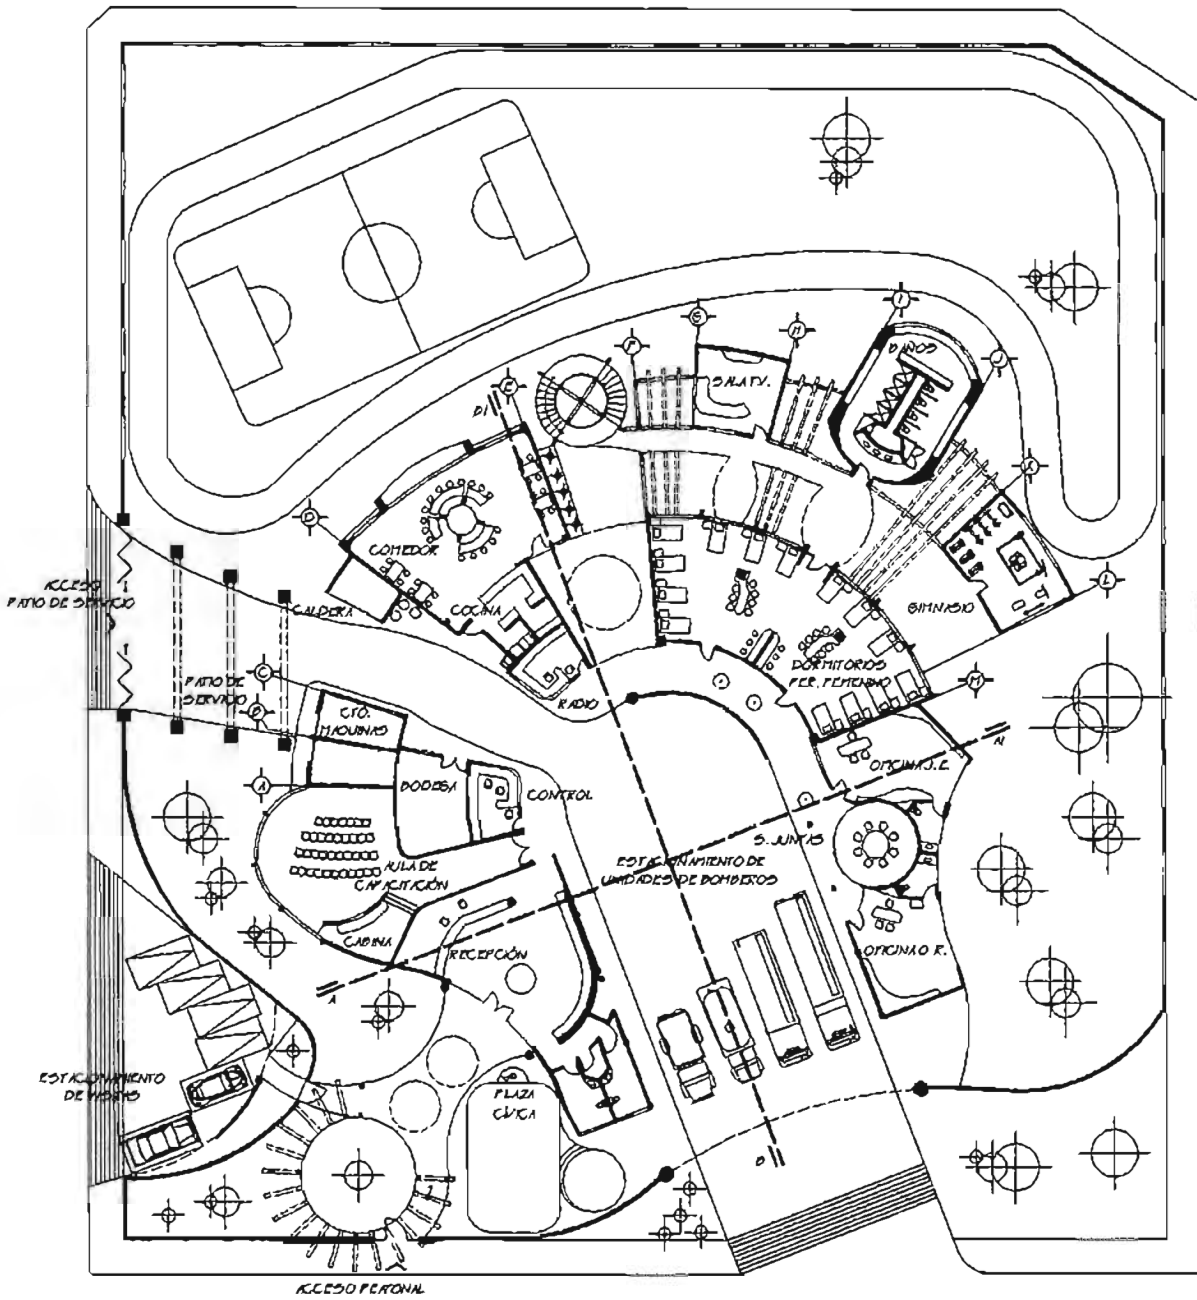 I
J
H
G
F
E
B'
BAÑOS
SALA T.V.
K
D
COMEDOR
ACCESO
PATIO DE SERVICIO
CALDERA
COCINA
GIMNASIO
L
DORMITORIOS
PER. FEMENINO
C
PATIO DE
SERVICIO
B
RADIO
M
CTO.
MAQUINAS
A'
OFICINA J.E.
A
BODEGA
CONTROL
S. JUNTAS
ESTACIONAMIENTO DE
UNIDADES DE BOMBEROS
AULA DE
CAPACITACIÓN
CABINA
RECEPCIÓN
OFICINA O.R.
A
ESTACIONAMIENTO
DE VISITAS
PLAZA
CÍVICA
B
ACCESO PERSONAL